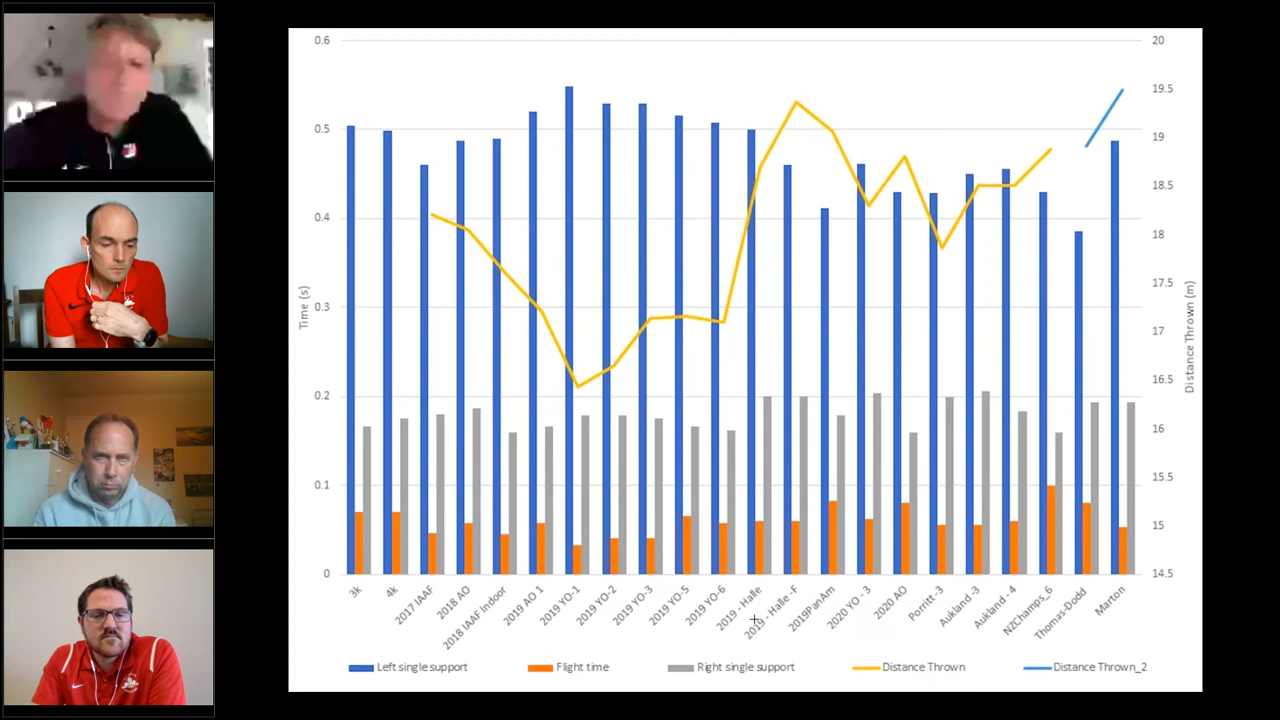 0.6
0.5
0.4
0.3
0.2
0.1
0
Time (s)
20
19.5
19
18.5
18
17.5
17
16.5
16
15.5
15
14.5
Distance Thrown (m)
3k
4k
2017 IAAF
2018 AO
2018 IAAF Indoor
2019 AO 1
2019 YO-1
2019 YO-2
2019 YO-3
2019 YO-5
2019 YO-6
2019 - Halle
2019 - Halle - F
2019PanAm
2020 YO - 3
2020 AO
Porritt -3
Aukland -3
Aukland - 4
NZChamps_6
Thomas-Dodd
Marton
Left single support
Flight time
Right single support
Distance Thrown
Distance Thrown_2